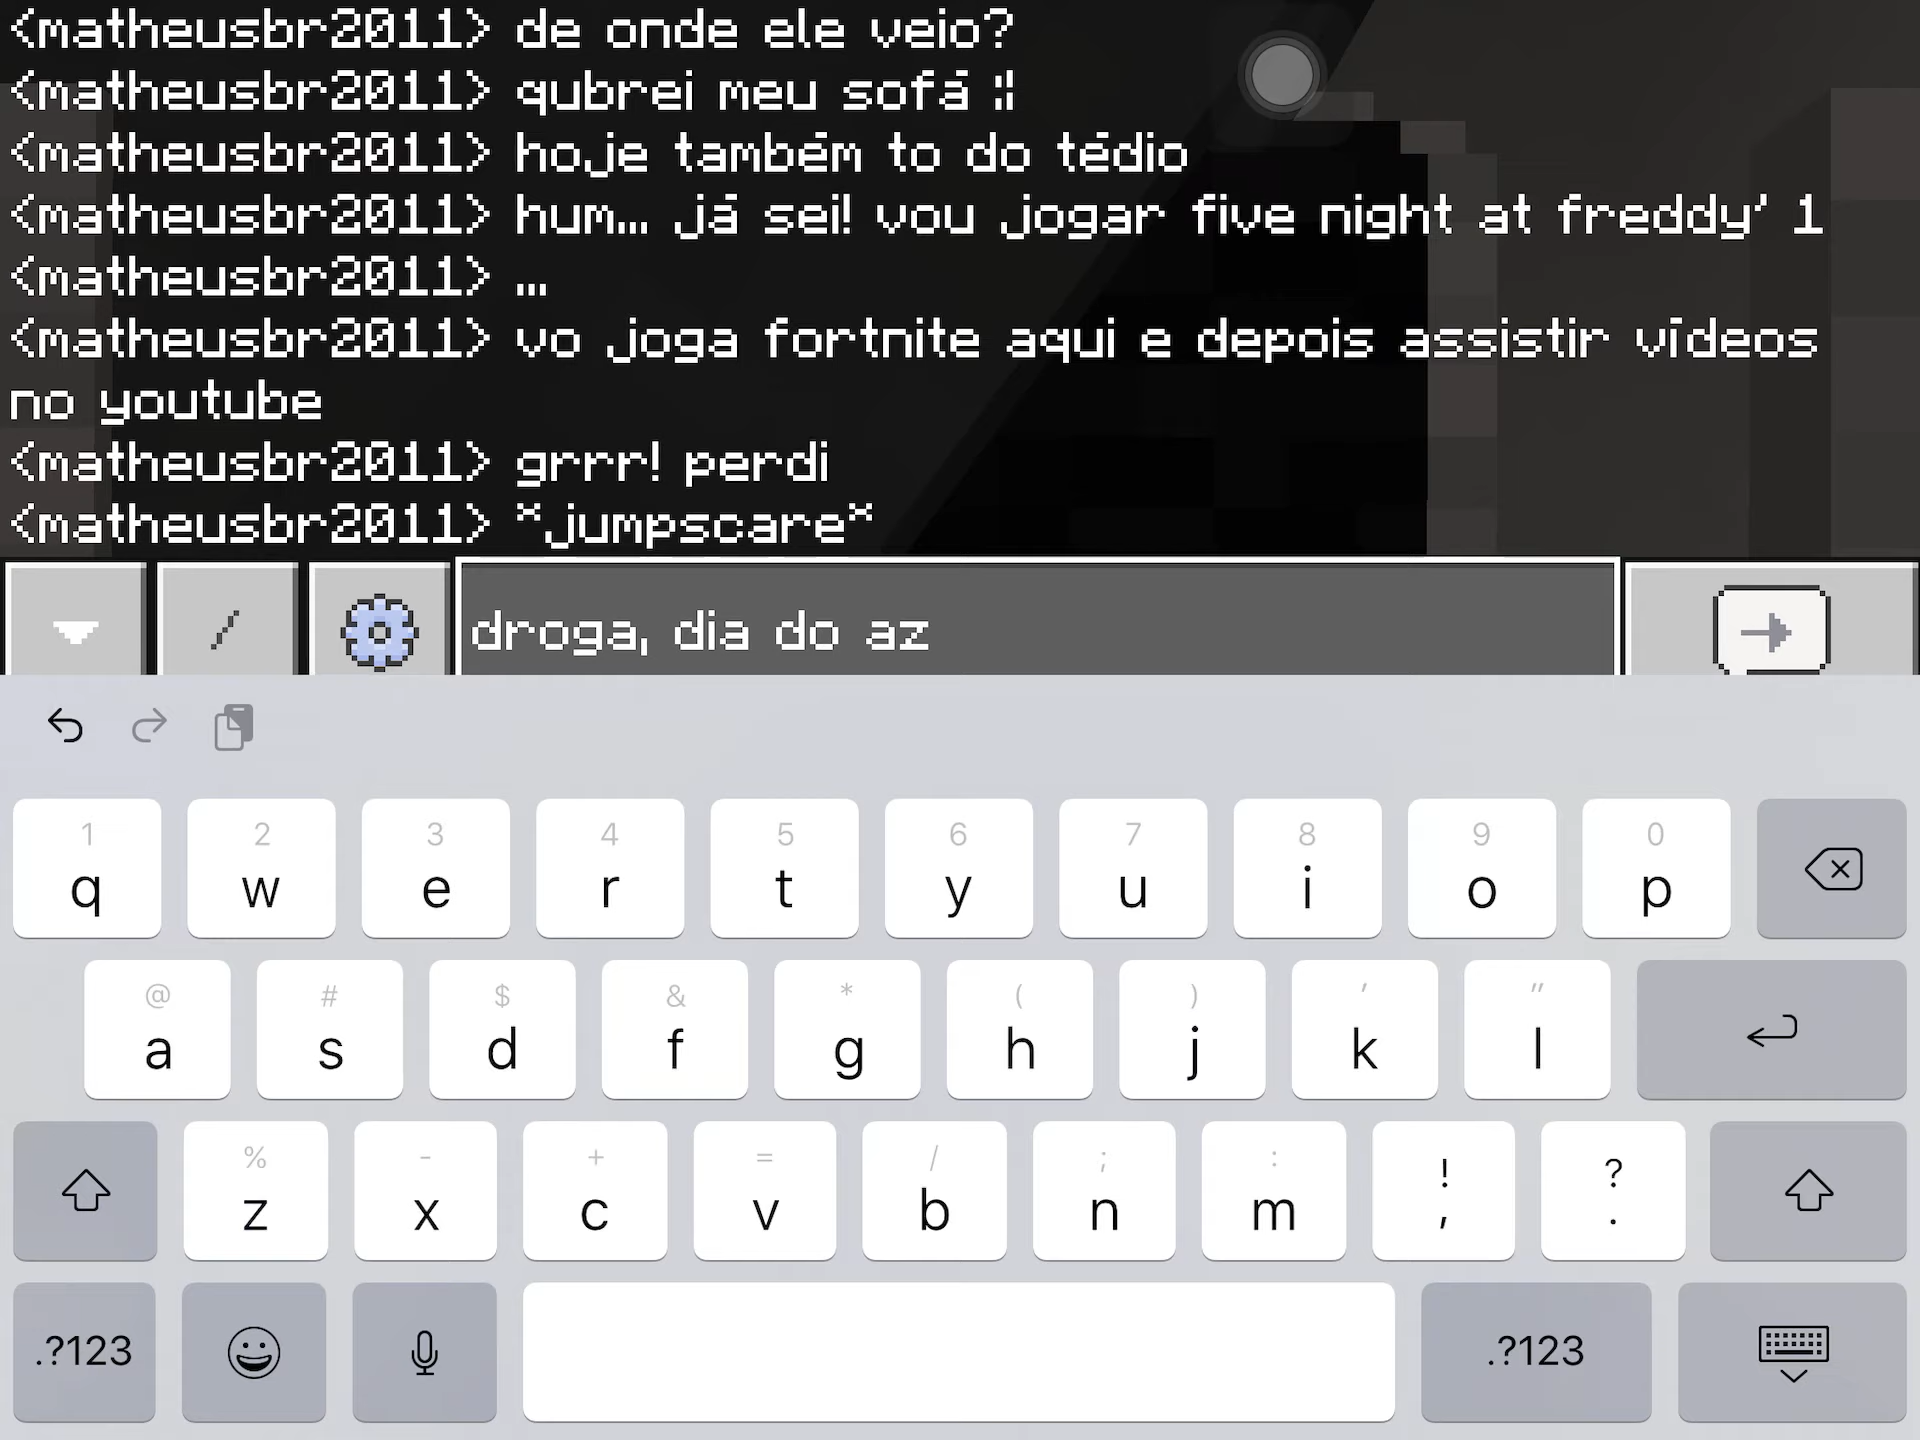 <matheusbr2011> de onde ele veio?
<matheusbr2011> qubrei meu sofá :|
<matheusbr2011> hoje também to do tédio
<matheusbr2011> hum... já sei! vou jogar five night at freddy' 1
<matheusbr2011> ...
<matheusbr2011> vo joga fortnite aqui e depois assistir vídeos
no youtube
<matheusbr2011> grrr! perdi
<matheusbr2011> *jumpscare*
/ droga, dia do az
1 2 3 4 5 6 7 8 9 0
q w e r t y u i o p
@ # $ & * ( ) ' "
a s d f g h j k l
% - + = / ; : ! ?
z x c v b n m , .
.?123 .?123